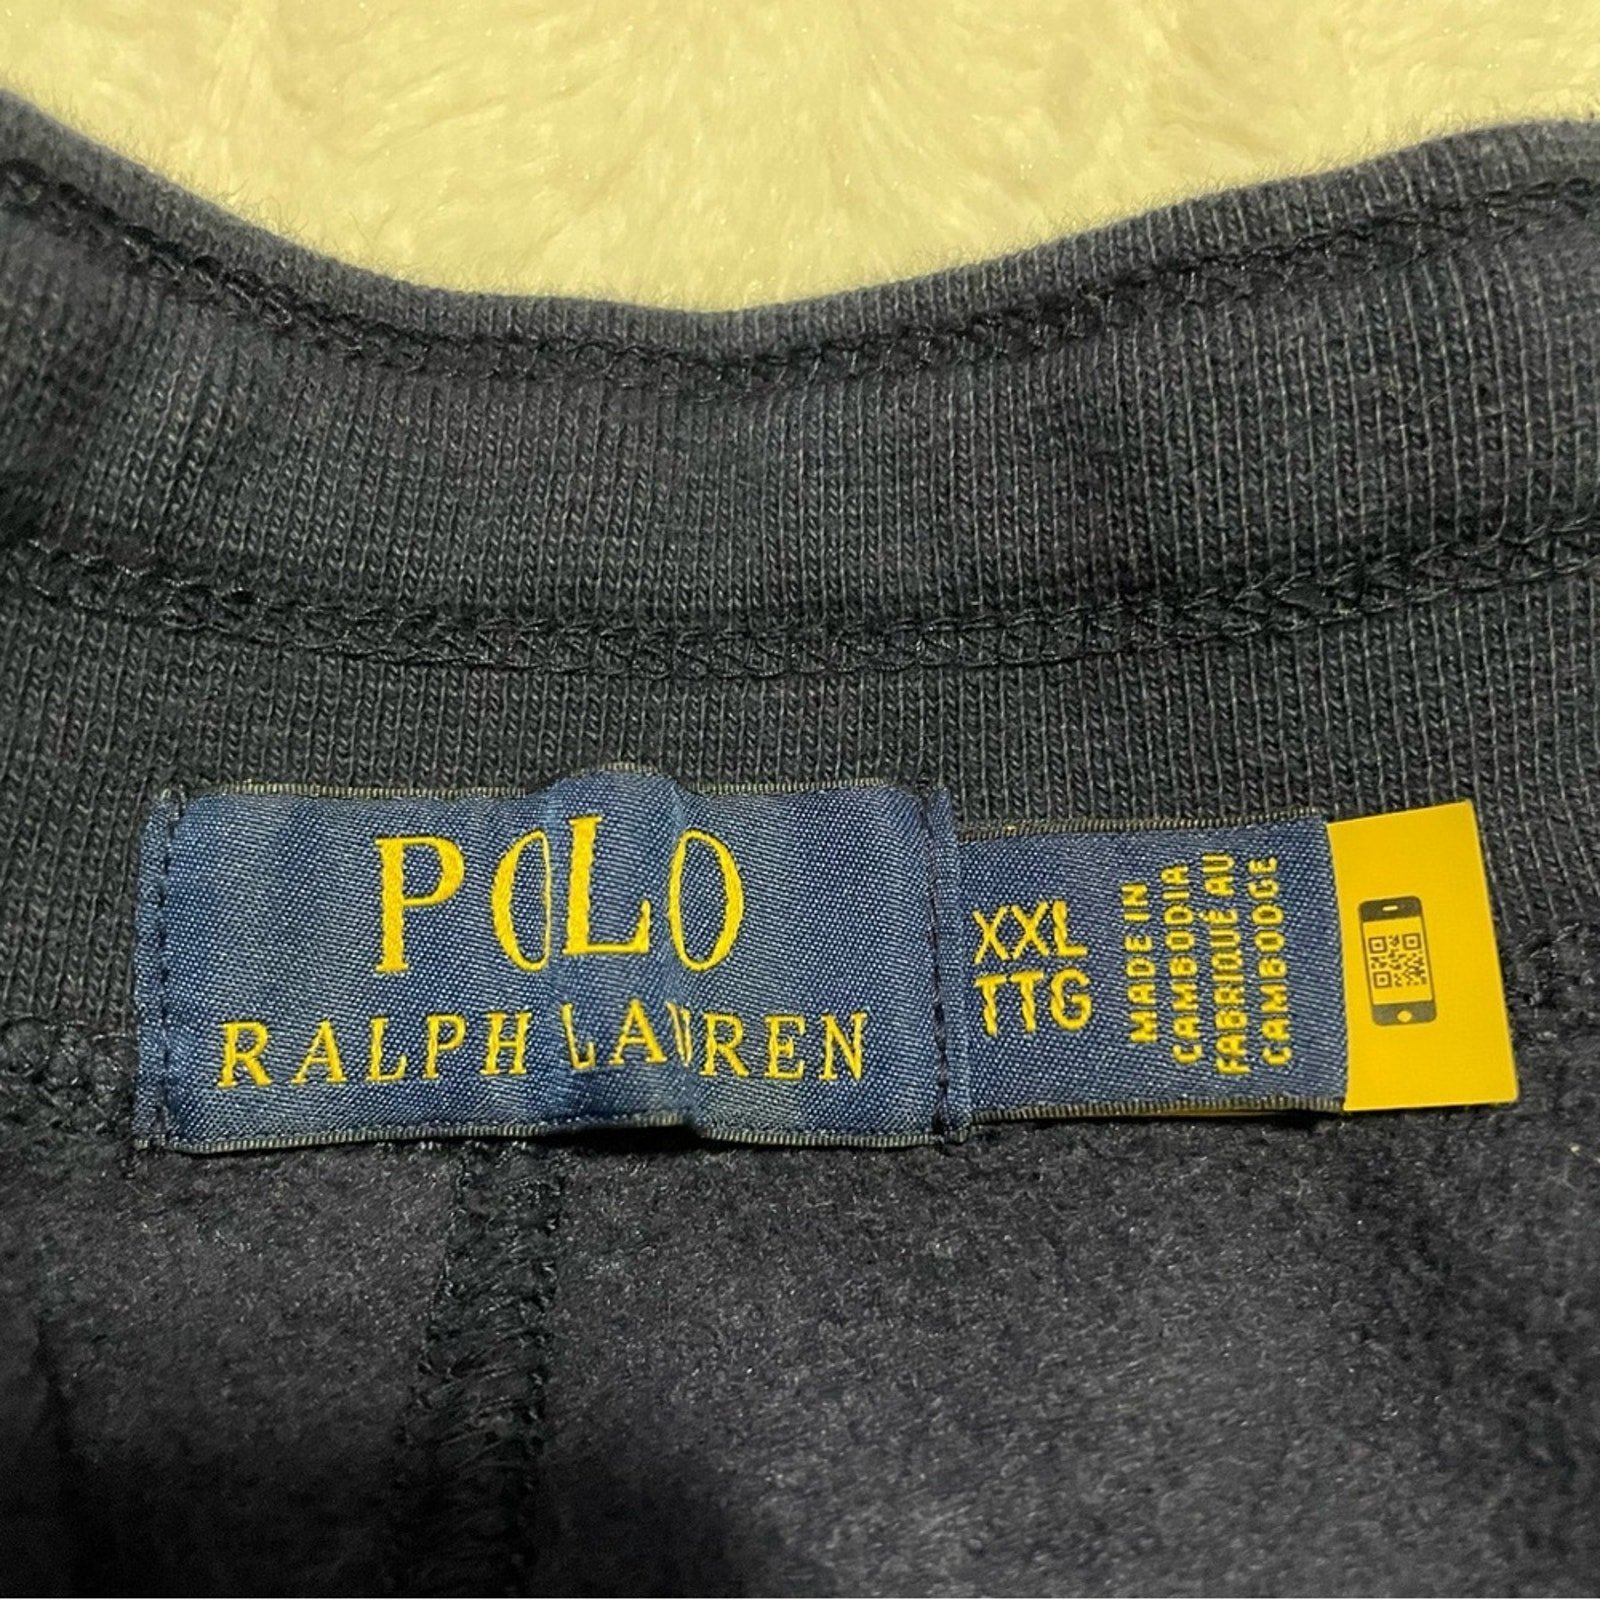 POLO
RALPH LAUREN
XXL
TTG
MADE IN
CAMBODIA
FABRIQUÉ AU
CAMBODGE